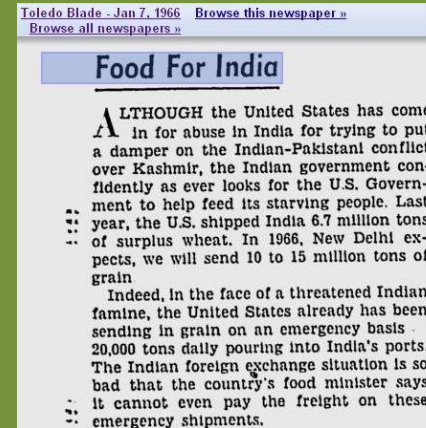 Toledo Blade - Jan 7, 1966 Browse this newspaper »
Browse all newspapers »
Food For India
ALTHOUGH the United States has come
in for abuse in India for trying to put
a damper on the Indian-Pakistani conflict
over Kashmir, the Indian government con-
fidently as ever looks for the U.S. Govern-
ment to help feed its starving people. Last
year, the U.S. shipped India 6.7 million tons
of surplus wheat. In 1966, New Delhi ex-
pects, we will send 10 to 15 million tons of
grain
Indeed, in the face of a threatened Indian
famine, the United States already has been
sending in grain on an emergency basis -
20,000 tons daily pouring into India's ports.
The Indian foreign exchange situation is so
bad that the country's food minister says
it cannot even pay the freight on these
emergency shipments.